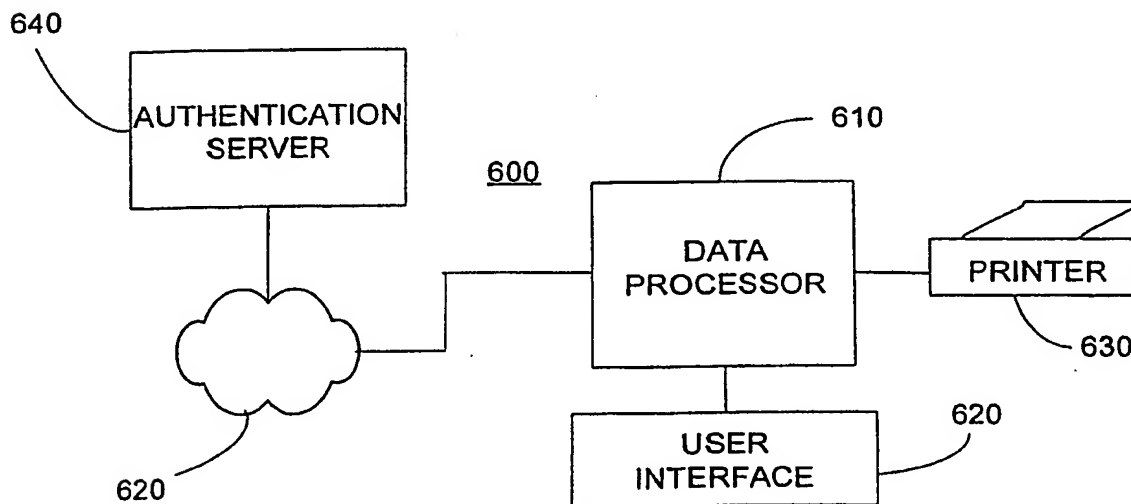 640
AUTHENTICATION
SERVER
600
610
DATA
PROCESSOR
PRINTER
630
620
USER
INTERFACE
620